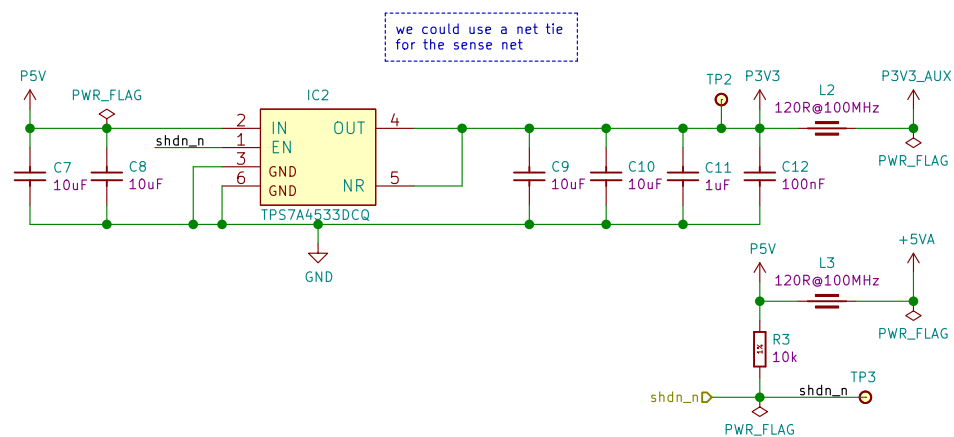 we could use a net tie
for the sense net
P5V
PWR_FLAG
IC2
TP2
P3V3
L2
120R@100MHz
P3V3_AUX
2
IN
OUT
4
shdn_n
1
EN
3
GND
6
GND
NR
5
TPS7A4533DCQ
C7
10uF
C8
10uF
C9
10uF
C10
10uF
C11
1uF
C12
100nF
PWR_FLAG
GND
P5V
L3
120R@100MHz
+5VA
PWR_FLAG
R3
10k
1%
shdn_n
shdn_n
TP3
PWR_FLAG